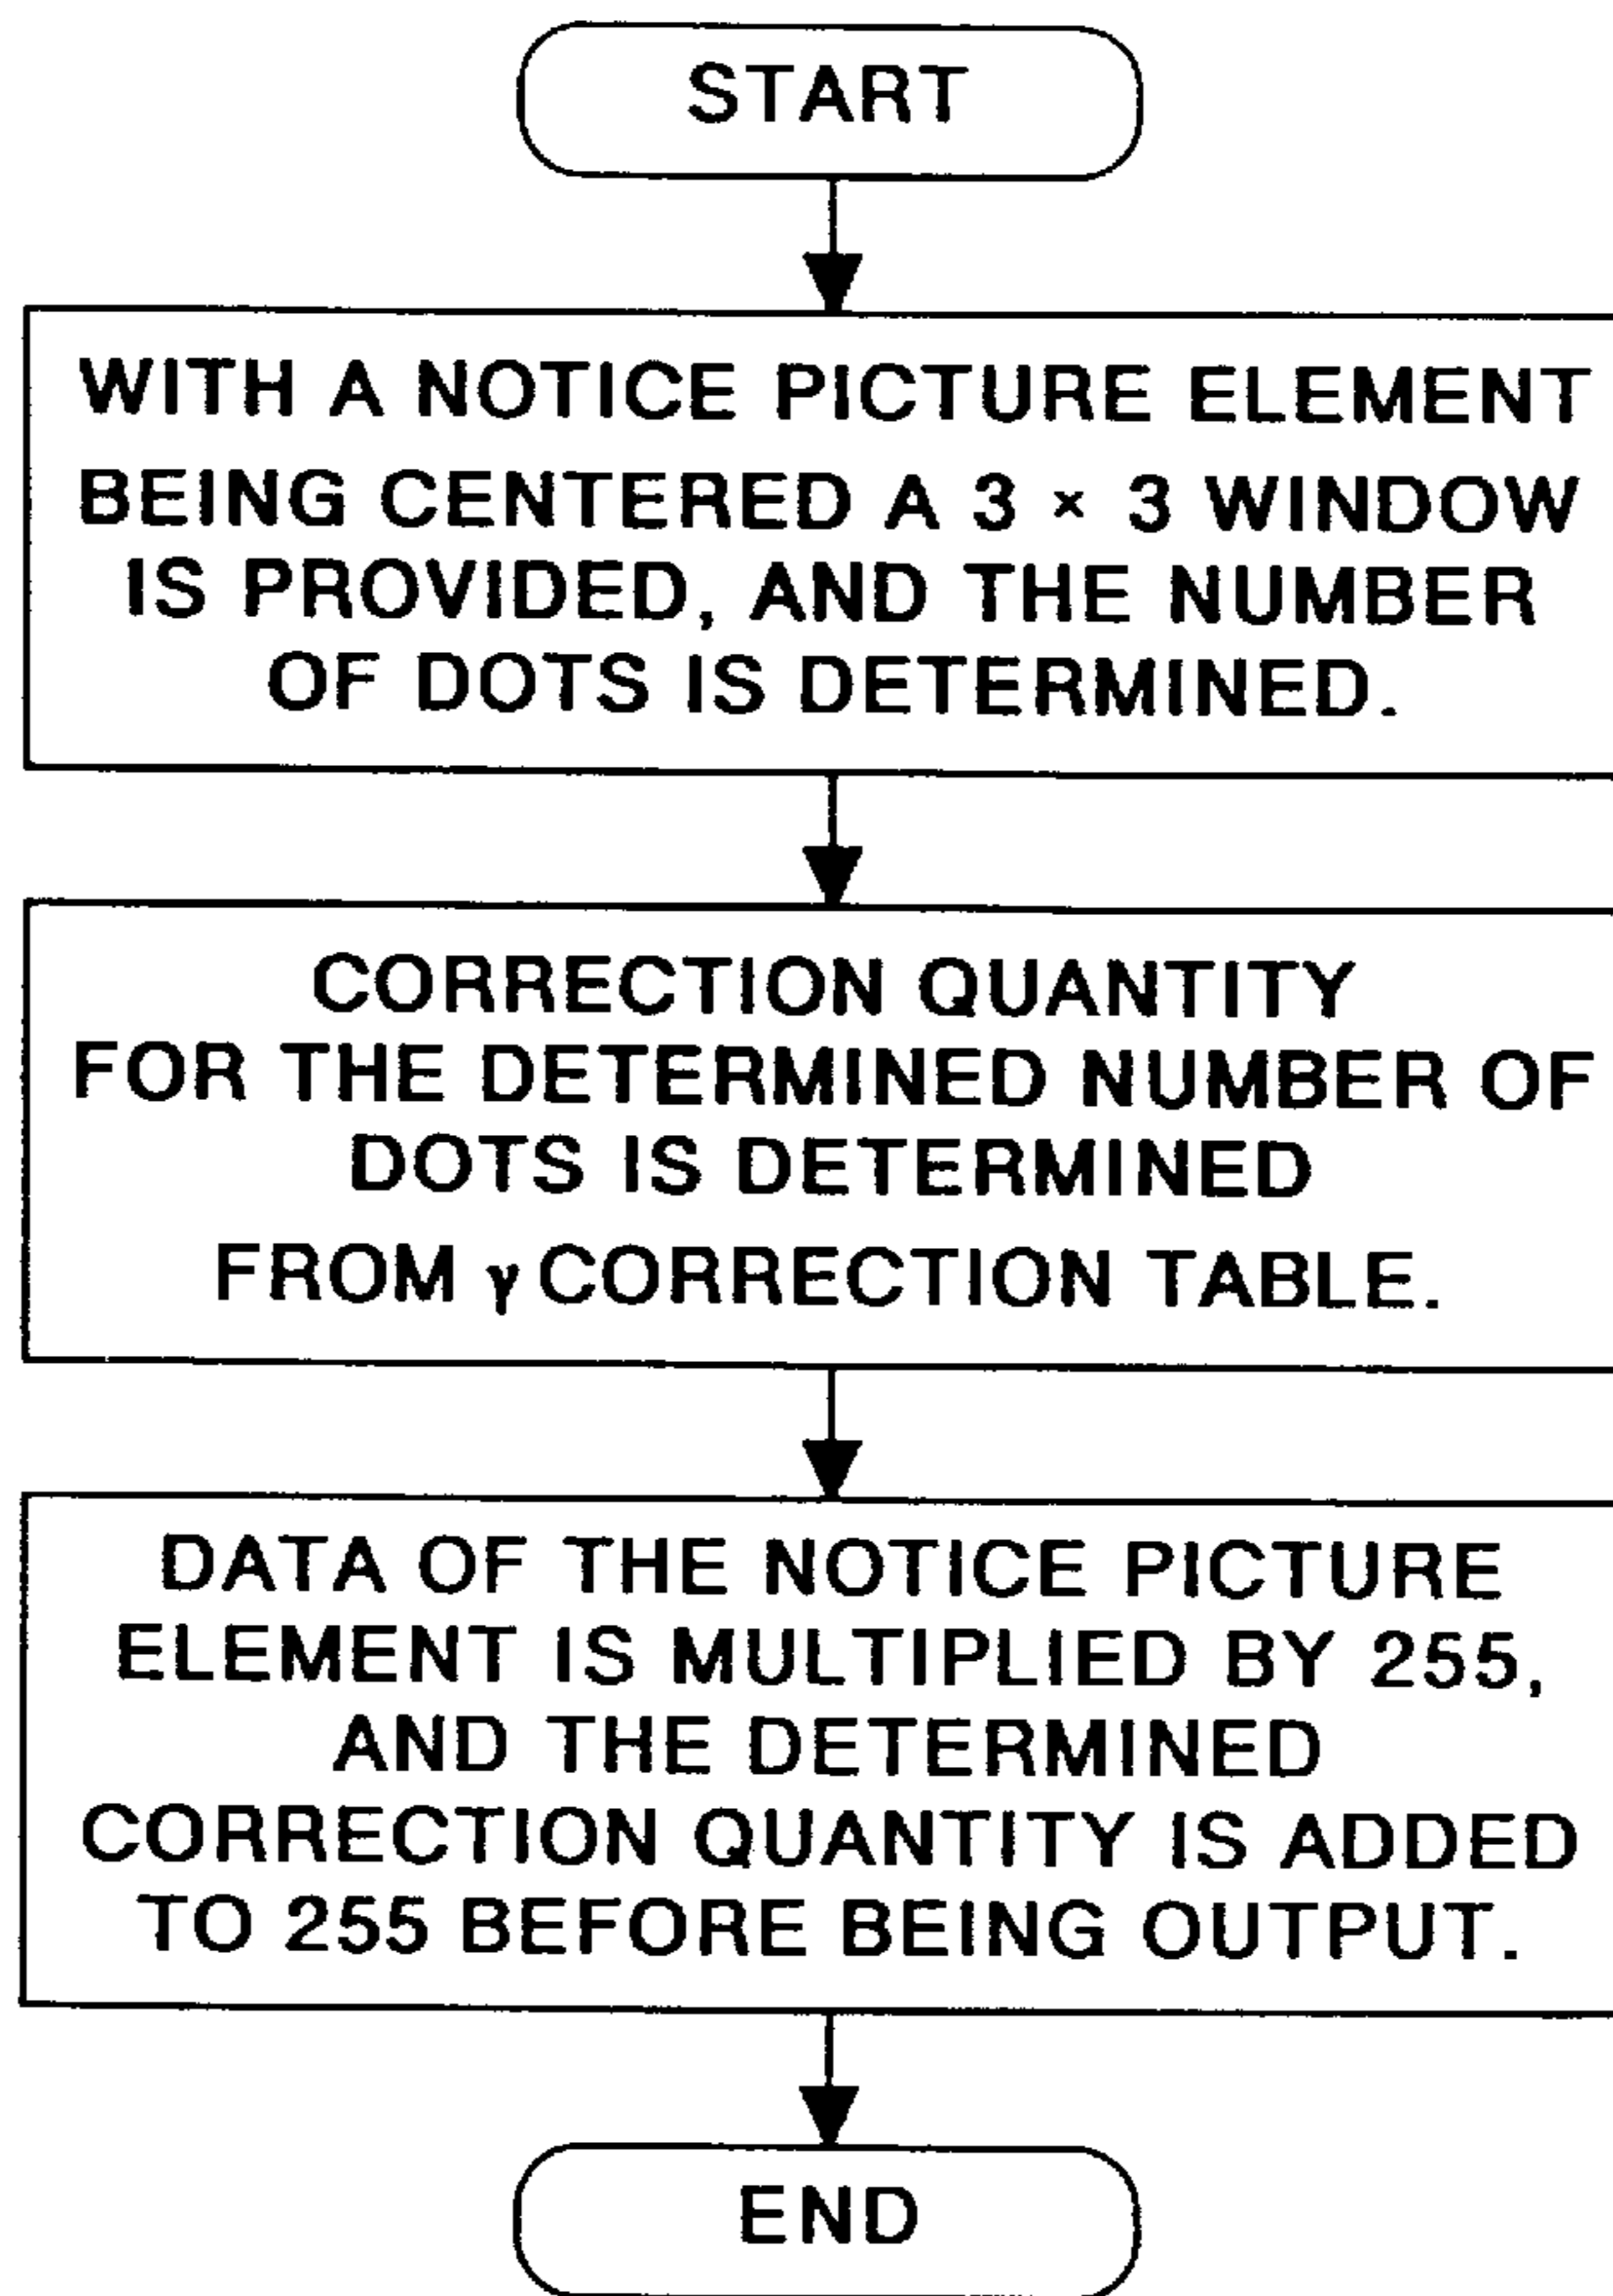 START
WITH A NOTICE PICTURE ELEMENT
BEING CENTERED A 3 × 3 WINDOW
IS PROVIDED, AND THE NUMBER
OF DOTS IS DETERMINED.
CORRECTION QUANTITY
FOR THE DETERMINED NUMBER OF
DOTS IS DETERMINED
FROM γ CORRECTION TABLE.
DATA OF THE NOTICE PICTURE
ELEMENT IS MULTIPLIED BY 255,
AND THE DETERMINED
CORRECTION QUANTITY IS ADDED
TO 255 BEFORE BEING OUTPUT.
END